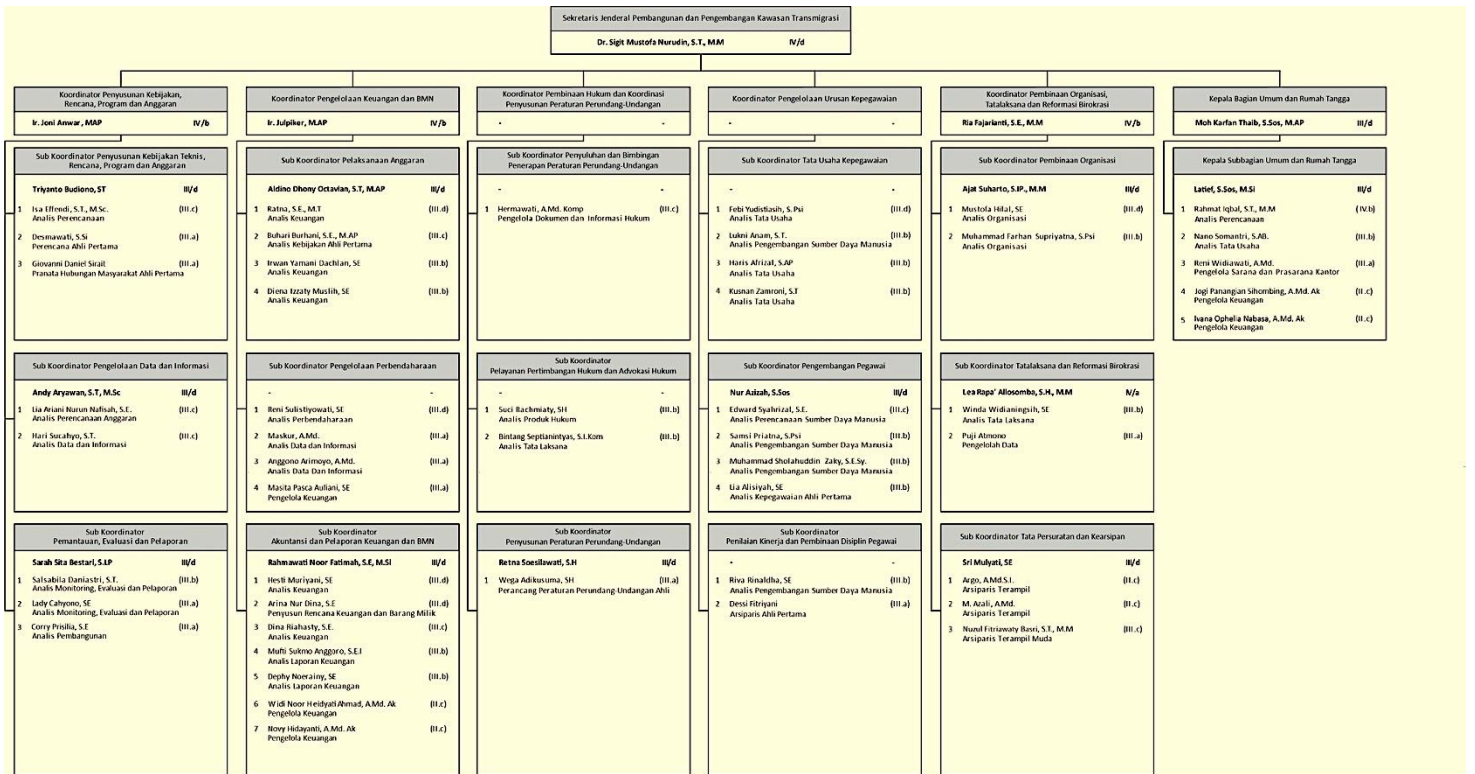 Sekretaris Jenderal Pembangunan dan Pengembangan Kawasan Transmigrasi
Dr. Sigit Mustofa Nurudin, S.T., M.M IV/d
Koordinator Penyusunan Kebijakan,
Rencana, Program dan Anggaran
Ir. Joni Anwar, MAP IV/b
Sub Koordinator Penyusunan Kebijakan Teknis,
Rencana, Program dan Anggaran
Triyanto Budiono, ST III/d
1 Isa Effendi, S.T., M.Sc. (III.c)
Analis Perencanaan
2 Desmawati, S.Si (III.a)
Perencana Ahli Pertama
3 Giovanni Daniel Sirait (III.a)
Pranata Hubungan Masyarakat Ahli Pertama
Sub Koordinator Pengelolaan Data dan Informasi
Andy Aryawan, S.T, M.Sc III/d
1 Lia Ariani Nurun Nafisah, S.E. (III.c)
Analis Perencanaan Anggaran
2 Hari Sucahyo, S.T. (III.c)
Analis Data dan Informasi
Sub Koordinator
Pemantauan, Evaluasi dan Pelaporan
Sarah Sita Bestari, S.I.P III/d
1 Salsabila Daniastri, S.T. (III.b)
Analis Monitoring, Evaluasi dan Pelaporan
2 Lady Cahyono, SE (III.a)
Analis Monitoring, Evaluasi dan Pelaporan
3 Corry Prisilia, S.E (III.a)
Analis Pembangunan
Koordinator Pengelolaan Keuangan dan BMN
Ir. Julpiker, M.AP IV/b
Sub Koordinator Pelaksanaan Anggaran
Aldino Dhony Octavian, S.T, M.AP III/d
1 Ratna, S.E., M.T (III.d)
Analis Keuangan
2 Buhari Burhani, S.E., M.AP (III.c)
Analis Kebijakan Ahli Pertama
3 Irwan Yamani Dachlan, SE (III.b)
Analis Keuangan
4 Diena Izzaty Muslih, SE (III.b)
Analis Keuangan
Sub Koordinator Pengelolaan Perbendaharaan
- -
1 Reni Sulistiyowati, SE (III.d)
Analis Perbendaharaan
2 Maskur, A.Md. (III.a)
Analis Data dan Informasi
3 Anggono Arimoyo, A.Md. (III.a)
Analis Data Dan Informasi
4 Masita Pasca Auliani, SE (III.a)
Pengelola Keuangan
Sub Koordinator
Akuntansi dan Pelaporan Keuangan dan BMN
Rahmawati Noor Fatimah, S.E, M.Si III/d
1 Hesti Muriyani, SE (III.d)
Analis Keuangan
2 Arina Nur Dina, S.E (III.d)
Penyusun Rencana Keuangan dan Barang Milik
3 Dina Riahasty, S.E. (III.c)
Analis Keuangan
4 Mufti Sukmo Anggoro, S.E.I (III.b)
Analis Laporan Keuangan
5 Dephy Noerainy, SE (III.b)
Analis Laporan Keuangan
6 Widi Noor Heidyati Ahmad, A.Md. Ak (II.c)
Pengelola Keuangan
7 Novy Hidayanti, A.Md. Ak (II.c)
Pengelola Keuangan
Koordinator Pembinaan Hukum dan Koordinasi
Penyusunan Peraturan Perundang-Undangan
- -
Sub Koordinator Penyuluhan dan Bimbingan
Penerapan Peraturan Perundang-Undangan
- -
1 Hermawati, A.Md. Komp (III.c)
Pengelola Dokumen dan Informasi Hukum
Sub Koordinator
Pelayanan Pertimbangan Hukum dan Advokasi Hukum
- -
1 Suci Rachmiaty, SH (III.b)
Analis Produk Hukum
2 Bintang Septianintyas, S.I.Kom (III.b)
Analis Tata Laksana
Sub Koordinator
Penyusunan Peraturan Perundang-Undangan
Retna Soesilawati, S.H III/d
1 Wega Adikusuma, SH (III.a)
Perancang Peraturan Perundang-Undangan Ahli
Koordinator Pengelolaan Urusan Kepegawaian
- -
Sub Koordinator Tata Usaha Kepegawaian
- -
1 Febi Yudistiasih, S.Psi (III.d)
Analis Tata Usaha
2 Lukni Anam, S.T. (III.b)
Analis Pengembangan Sumber Daya Manusia
3 Haris Afrizal, S.AP (III.b)
Analis Tata Usaha
4 Kusnan Zamroni, S.T (III.b)
Analis Tata Usaha
Sub Koordinator Pengembangan Pegawai
Nur Azizah, S.Sos III/d
1 Edward Syahrizal, S.E. (III.c)
Analis Perencanaan Sumber Daya Manusia
2 Samsi Priatna, S.Psi (III.b)
Analis Pengembangan Sumber Daya Manusia
3 Muhammad Sholahuddin Zaky, S.E.Sy. (III.b)
Analis Pengembangan Sumber Daya Manusia
4 Lia Alisiyah, SE (III.b)
Analis Kepegawaian Ahli Pertama
Sub Koordinator
Penilaian Kinerja dan Pembinaan Disiplin Pegawai
- -
1 Riva Rinaldha, SE (III.b)
Analis Pengembangan Sumber Daya Manusia
2 Dessi Fitriyani (III.a)
Arsiparis Ahli Pertama
Koordinator Pembinaan Organisasi,
Tatalaksana dan Reformasi Birokrasi
Ria Fajarianti, S.E., M.M IV/b
Sub Koordinator Pembinaan Organisasi
Ajat Suharto, S.IP., M.M III/d
1 Mustofa Hilal, SE (III.d)
Analis Organisasi
2 Muhammad Farhan Supriyatna, S.Psi (III.b)
Analis Organisasi
Sub Koordinator Tatalaksana dan Reformasi Birokrasi
Lea Rapa' Allosomba, S.H., M.M IV/a
1 Winda Widianingsih, SE (III.b)
Analis Tata Laksana
2 Puji Atmono (III.a)
Pengelolah Data
Sub Koordinator Tata Persuratan dan Kearsipan
Sri Mulyati, SE III/d
1 Argo, A.Md.S.I. (II.c)
Arsiparis Terampil
2 M. Azali, A.Md. (II.c)
Arsiparis Terampil
3 Nuzul Fitriawaty Basri, S.T., M.M (III.c)
Arsiparis Terampil Muda
Kepala Bagian Umum dan Rumah Tangga
Moh Karfan Thaib, S.Sos, M.AP III/d
Kepala Subbagian Umum dan Rumah Tangga
Latief, S.Sos, M.Si III/d
1 Rahmat Iqbal, S.T., M.M (IV.b)
Analis Perencanaan
2 Nano Somantri, S.AB. (III.b)
Analis Tata Usaha
3 Reni Widiawati, A.Md. (III.a)
Pengelola Sarana dan Prasarana Kantor
4 Jogi Panangian Sihombing, A.Md. Ak (II.c)
Pengelola Keuangan
5 Ivana Ophelia Nabasa, A.Md. Ak (II.c)
Pengelola Keuangan